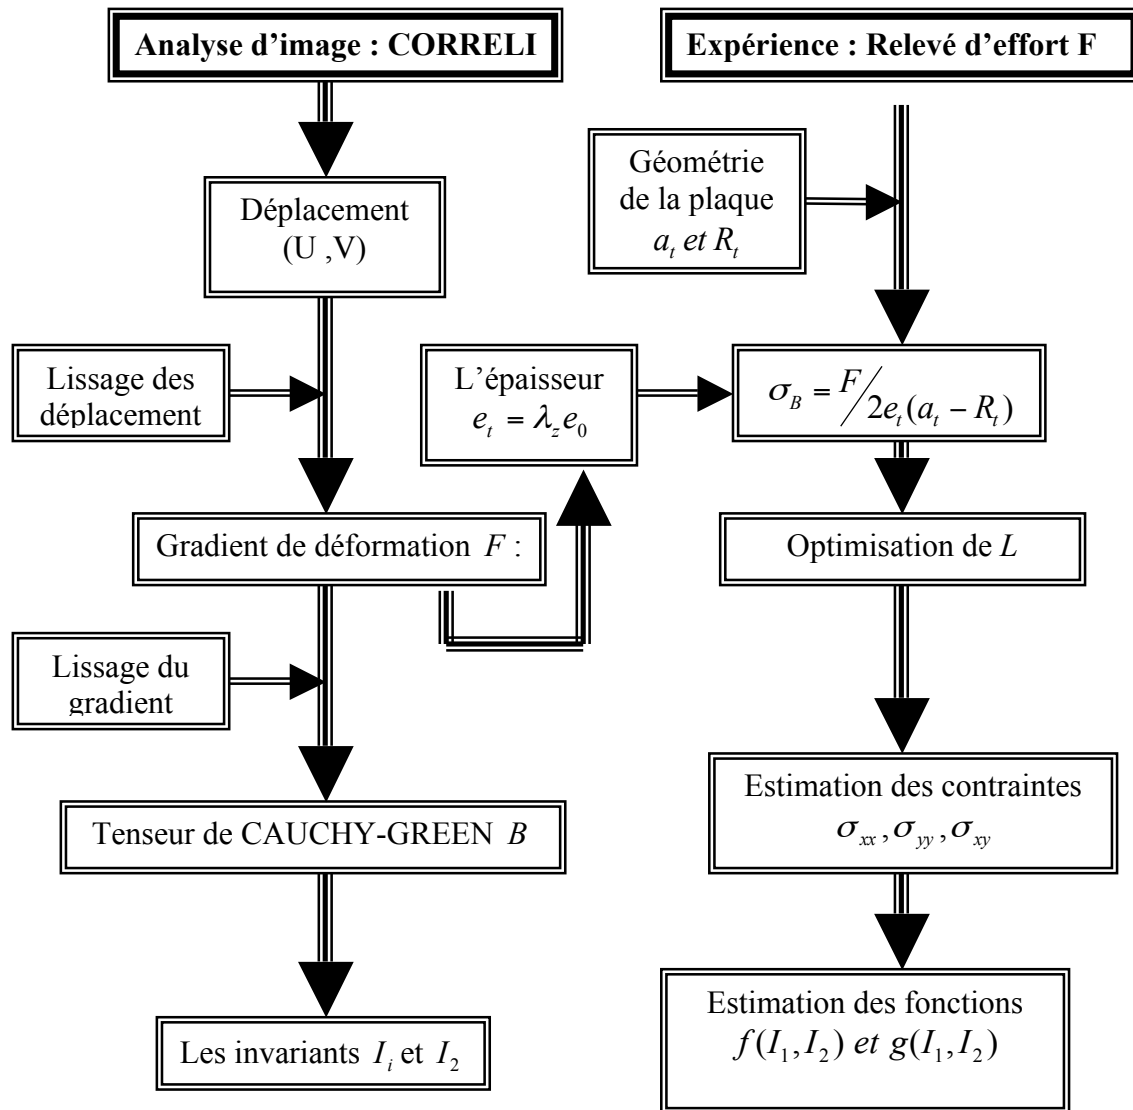 Analyse d’image : CORRELI
Déplacement
(U ,V)
Lissage des
déplacement
Gradient de déformation F :
Lissage du
gradient
Tenseur de CAUCHY-GREEN B
Les invariants I_i et I_2
Expérience : Relevé d’effort F
Géométrie
de la plaque
a_t et R_t
L’épaisseur
e_t = λ_z e_0
σ_B = F/2e_t(a_t − R_t)
Optimisation de L
Estimation des contraintes
σ_xx, σ_yy, σ_xy
Estimation des fonctions
f(I_1, I_2) et g(I_1, I_2)